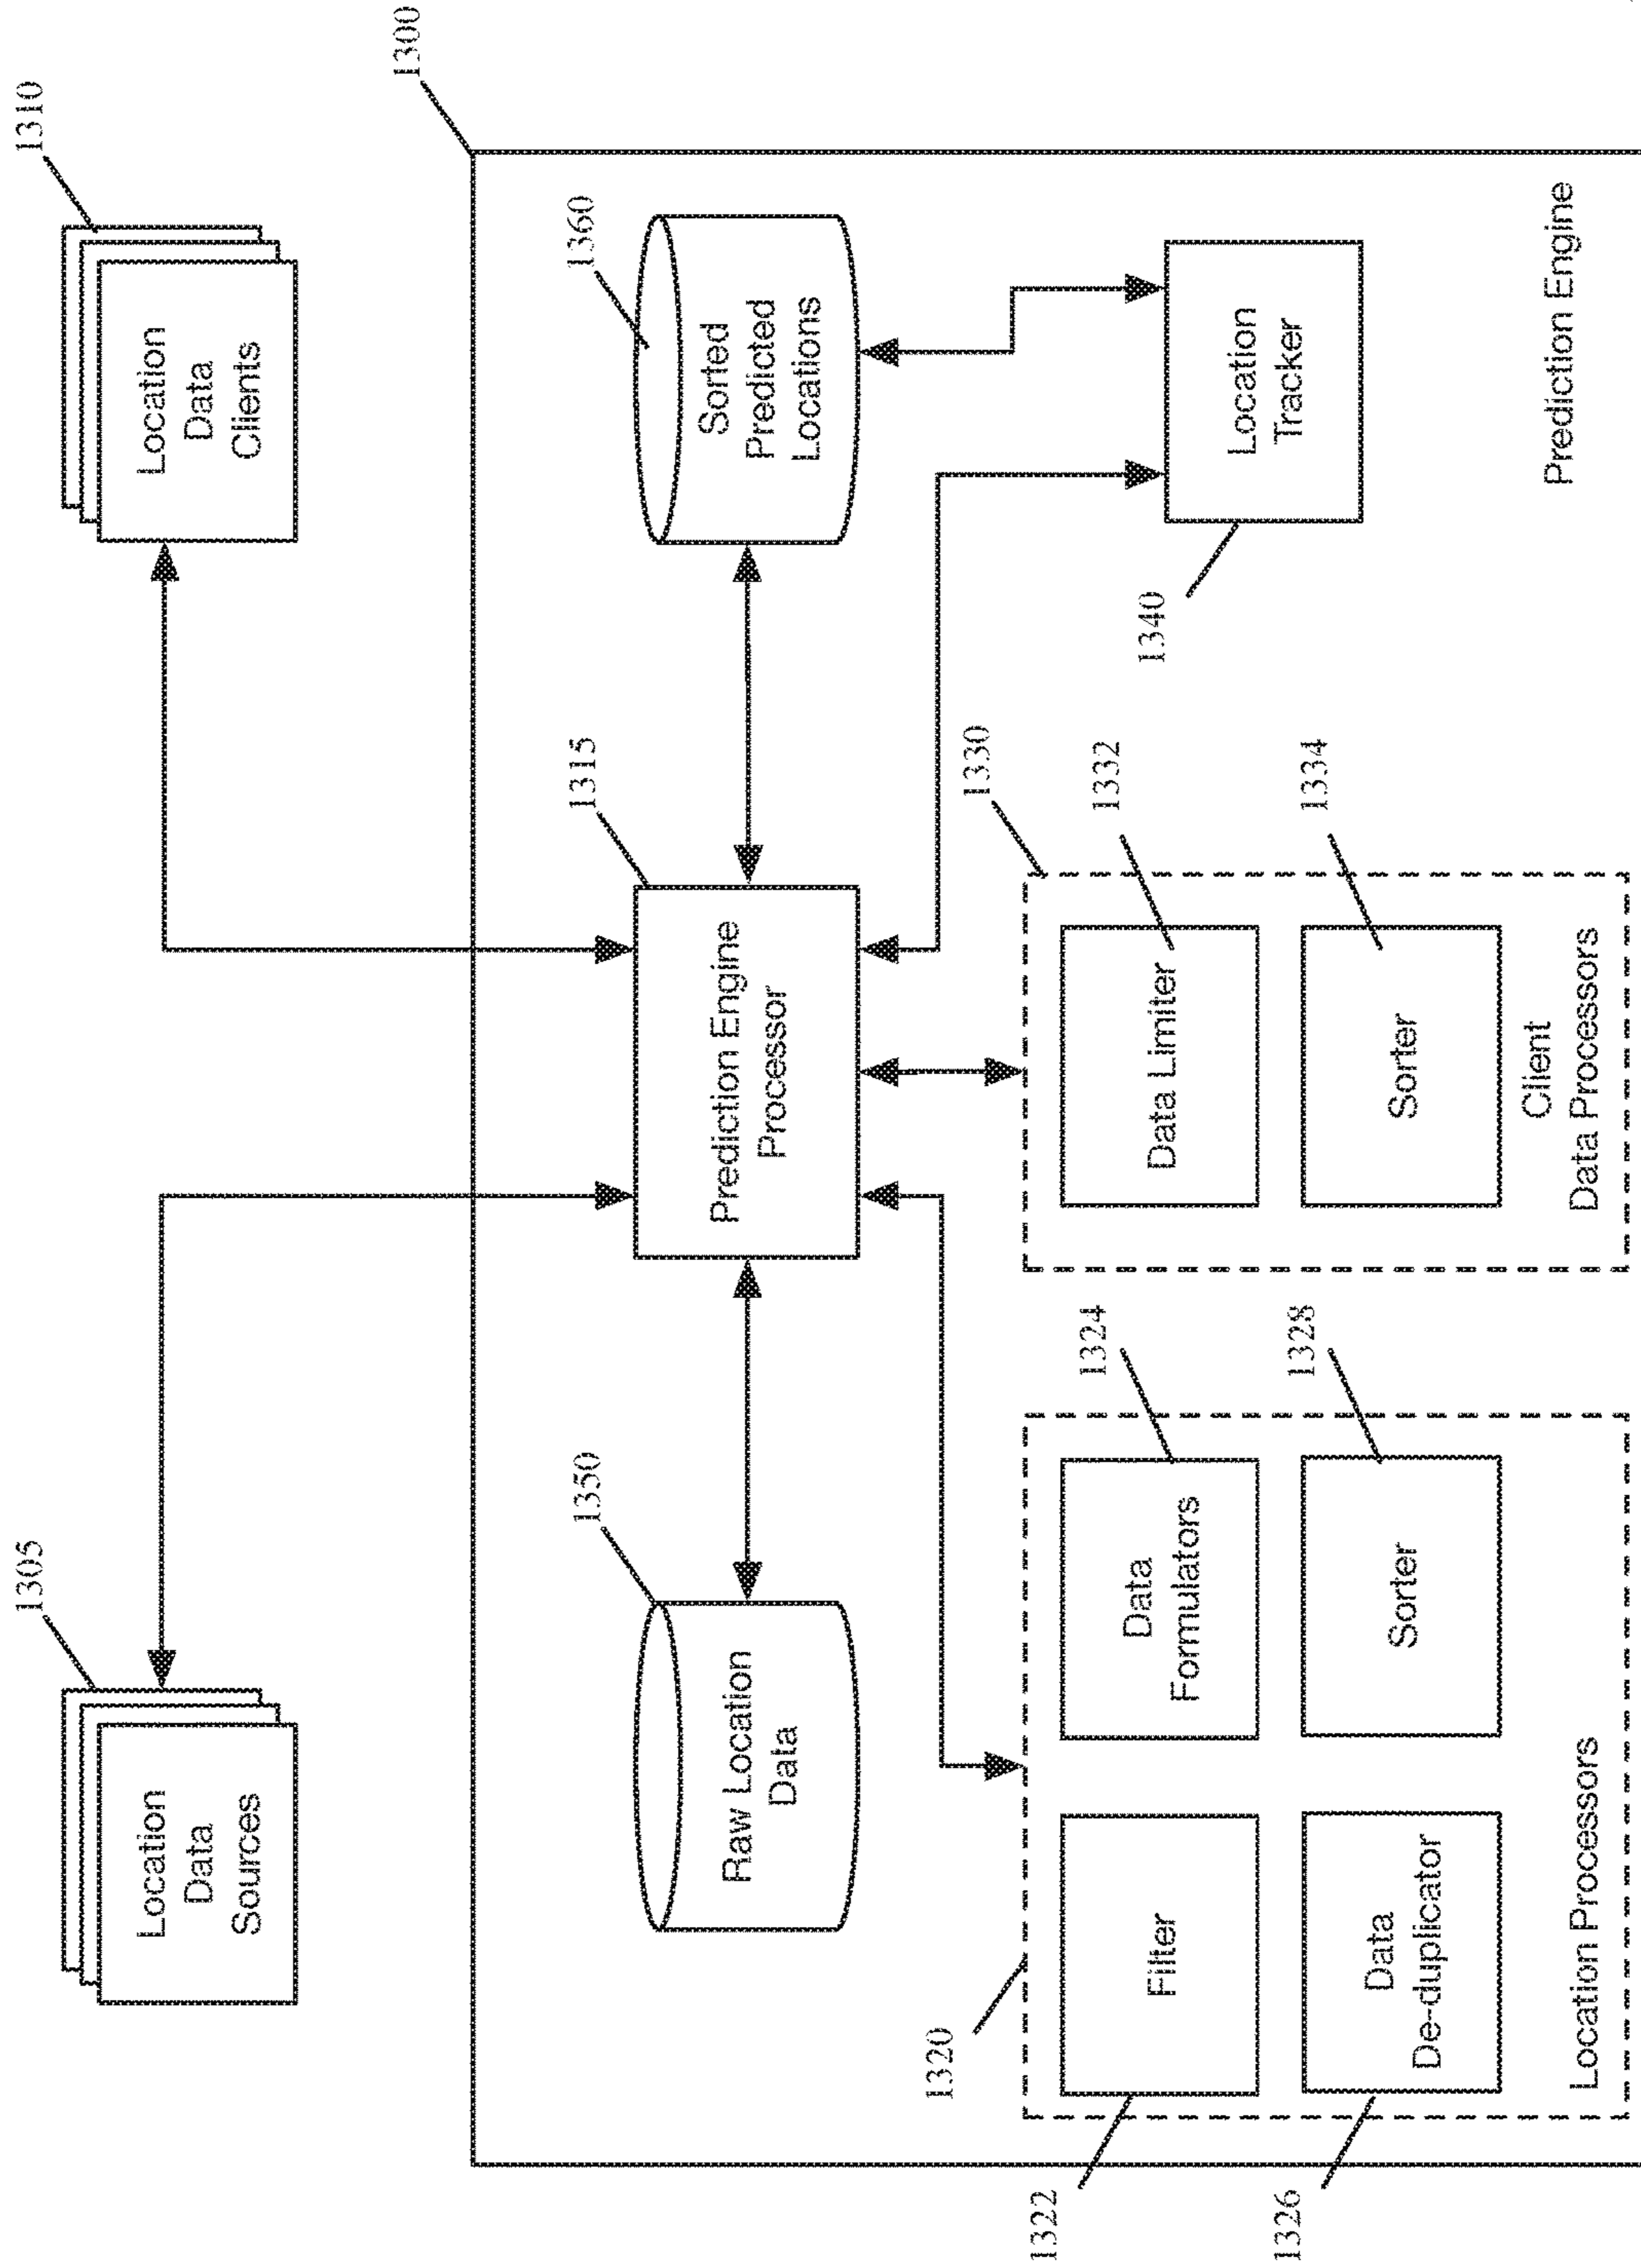 1305
Location
Data
Sources
1310
Location
Data
Clients
1300
1350
Raw Location
Data
1315
Prediction Engine
Processor
1360
Sorted
Predicted
Locations
1320
1322
Filter
1324
Data
Formulators
1326
Data
De-duplicator
1328
Sorter
Location Processors
1330
1332
Data Limiter
1334
Sorter
Client
Data Processors
1340
Location
Tracker
Prediction Engine